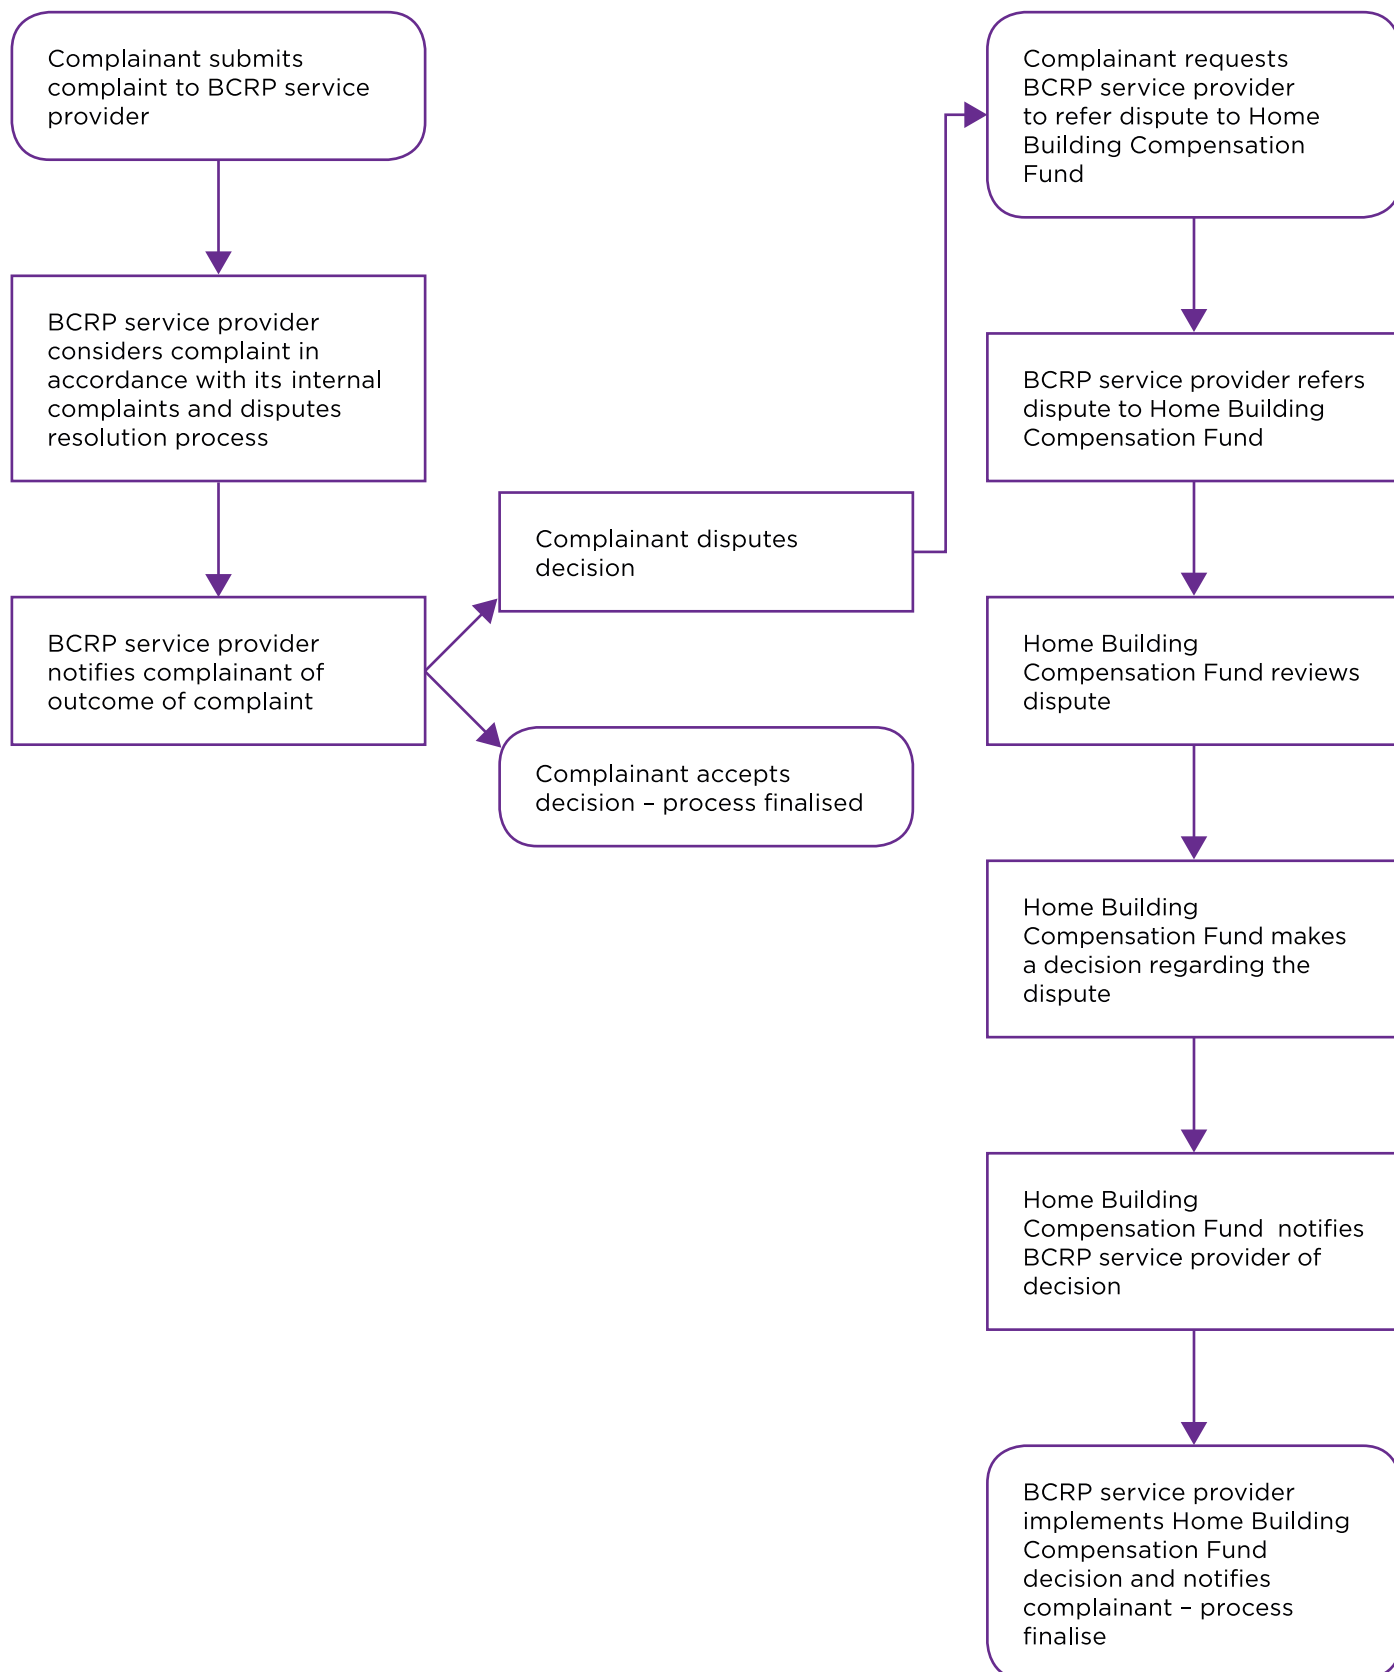 Complainant submits
complaint to BCRP service
provider
BCRP service provider
considers complaint in
accordance with its internal
complaints and disputes
resolution process
BCRP service provider
notifies complainant of
outcome of complaint
Complainant disputes
decision
Complainant accepts
decision – process finalised
Complainant requests
BCRP service provider
to refer dispute to Home
Building Compensation
Fund
BCRP service provider refers
dispute to Home Building
Compensation Fund
Home Building
Compensation Fund reviews
dispute
Home Building
Compensation Fund makes
a decision regarding the
dispute
Home Building
Compensation Fund  notifies
BCRP service provider of
decision
BCRP service provider
implements Home Building
Compensation Fund
decision and notifies
complainant – process
finalise